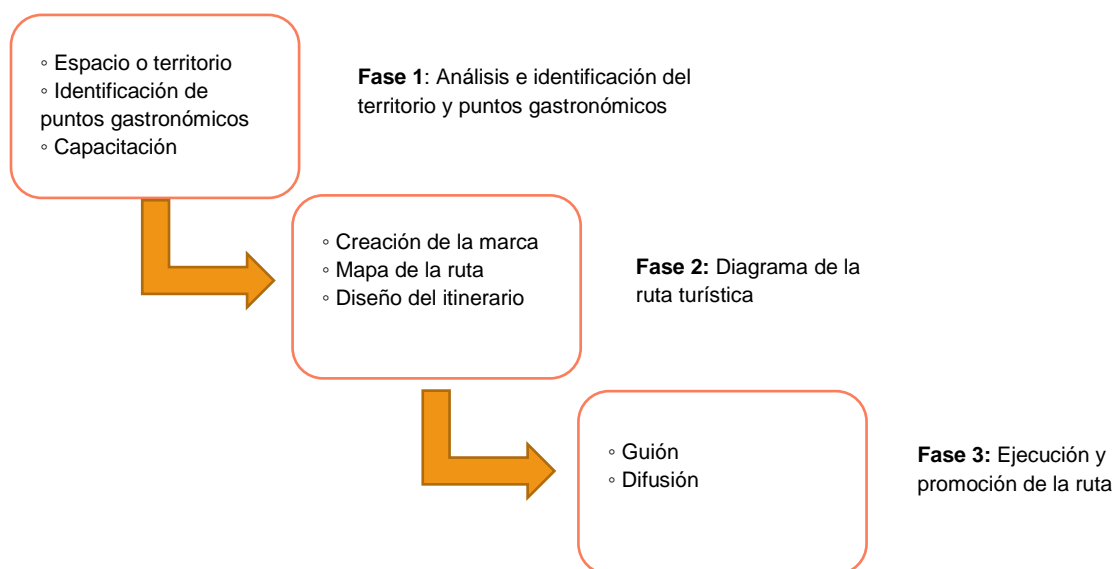 ◦ Espacio o territorio
◦ Identificación de
puntos gastronómicos
◦ Capacitación
Fase 1: Análisis e identificación del
territorio y puntos gastronómicos
◦ Creación de la marca
◦ Mapa de la ruta
◦ Diseño del itinerario
Fase 2: Diagrama de la
ruta turística
◦ Guión
◦ Difusión
Fase 3: Ejecución y
promoción de la ruta